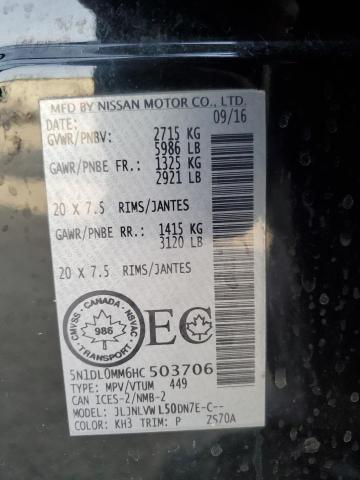 MFD BY NISSAN MOTOR CO., LTD.
DATE: 09/16
GVWR/PNBV: 2715 KG
5986 LB
GAWR/PNBE FR.: 1325 KG
2921 LB
20 X 7.5 RIMS/JANTES
GAWR/PNBE RR.: 1415 KG
3120 LB
20 X 7.5 RIMS/JANTES
CMVSS - CANADA - NSVAC
986
TRANSPORT
EC
5N1DL0MM6HC503706
TYPE: MPV/VTUM 449
CAN ICES-2/NMB-2
MODEL: JLJNLVWL50DN7E-C--
COLOR: KH3 TRIM: P ZS70A